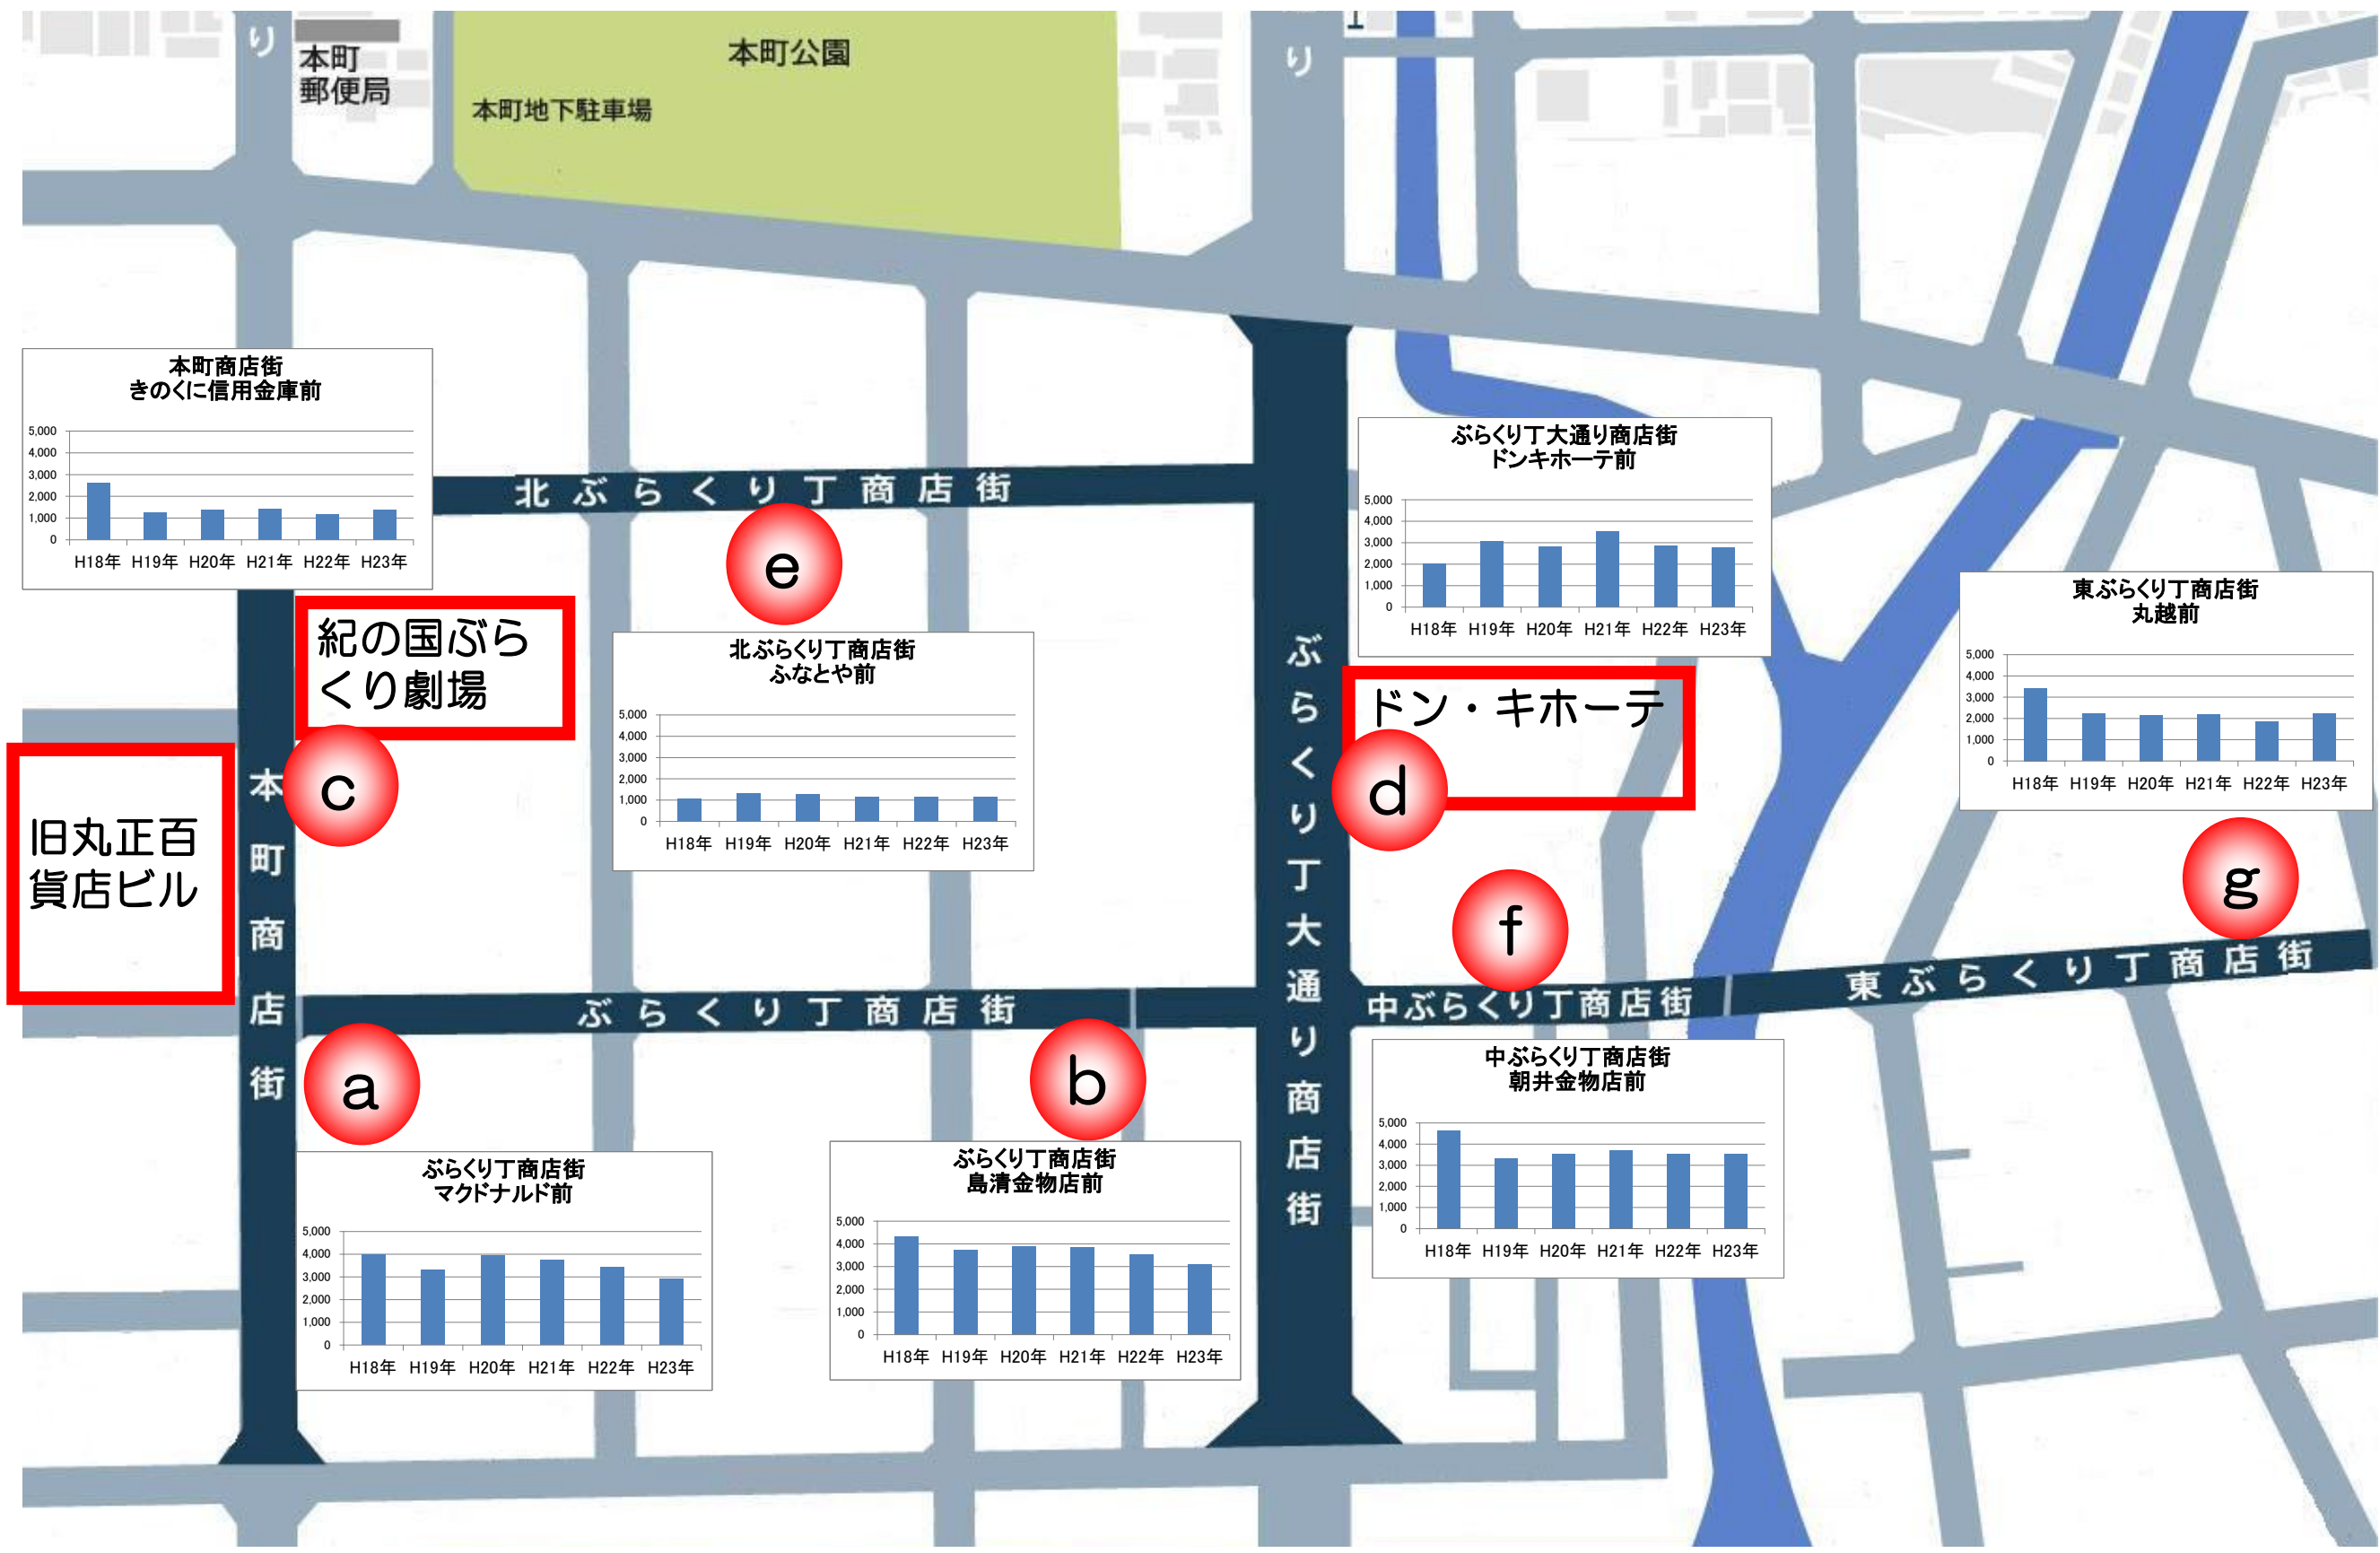 り
本町
郵便局
本町公園
本町地下駐車場
り
本町商店街
きのくに信用金庫前
5,000
4,000
3,000
2,000
1,000
0
H18年 H19年 H20年 H21年 H22年 H23年
北ぶらくり丁商店街
e
ぶらくり丁大通り商店街
ドンキホーテ前
5,000
4,000
3,000
2,000
1,000
0
H18年 H19年 H20年 H21年 H22年 H23年
東ぶらくり丁商店街
丸越前
5,000
4,000
3,000
2,000
1,000
0
H18年 H19年 H20年 H21年 H22年 H23年
紀の国ぶら
くり劇場
c
北ぶらくり丁商店街
ふなとや前
5,000
4,000
3,000
2,000
1,000
0
H18年 H19年 H20年 H21年 H22年 H23年
ドン・キホーテ
d
旧丸正百
貨店ビル
本町商店街
ぶらくり丁大通り商店街
f
g
ぶらくり丁商店街
中ぶらくり丁商店街
東ぶらくり丁商店街
a
b
ぶらくり丁商店街
マクドナルド前
5,000
4,000
3,000
2,000
1,000
0
H18年 H19年 H20年 H21年 H22年 H23年
ぶらくり丁商店街
島清金物店前
5,000
4,000
3,000
2,000
1,000
0
H18年 H19年 H20年 H21年 H22年 H23年
中ぶらくり丁商店街
朝井金物店前
5,000
4,000
3,000
2,000
1,000
0
H18年 H19年 H20年 H21年 H22年 H23年